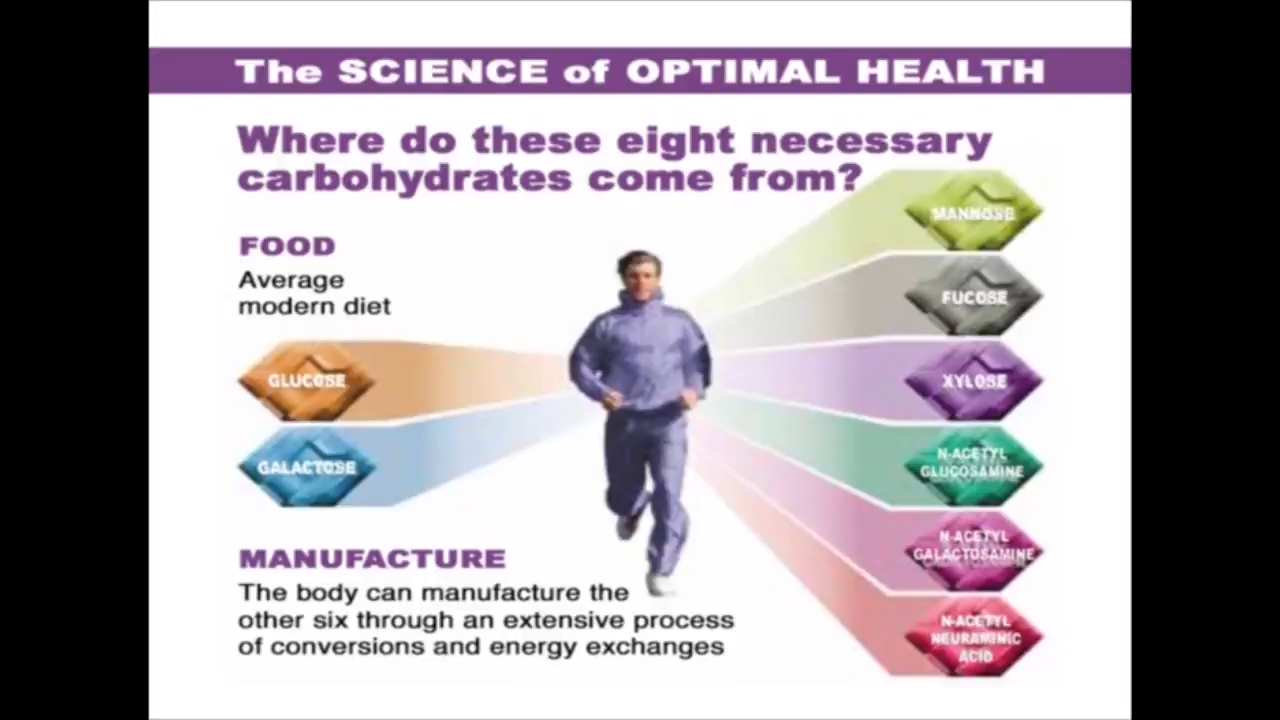 The SCIENCE of OPTIMAL HEALTH
Where do these eight necessary
carbohydrates come from?
FOOD
Average
modern diet
GLUCOSE
GALACTOSE
MANUFACTURE
The body can manufacture the
other six through an extensive process
of conversions and energy exchanges
MANNOSE
FUCOSE
XYLOSE
N-ACETYL
GLUCOSAMINE
N-ACETYL
GALACTOSAMINE
N-ACETYL
NEURAMINIC
ACID